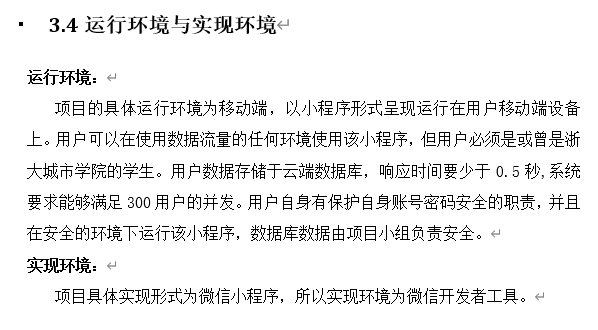 ▪ 3.4 运行环境与实现环境↵
运行环境：↵
项目的具体运行环境为移动端，以小程序形式呈现运行在用户移动端设备
上。用户可以在使用数据流量的任何环境使用该小程序，但用户必须是或曾是浙
大城市学院的学生。用户数据存储于云端数据库，响应时间要少于 0.5 秒,系统
要求能够满足 300 用户的并发。用户自身有保护自身账号密码安全的职责，并且
在安全的环境下运行该小程序，数据库数据由项目小组负责安全。↵
实现环境：↵
项目具体实现形式为微信小程序，所以实现环境为微信开发者工具。↵